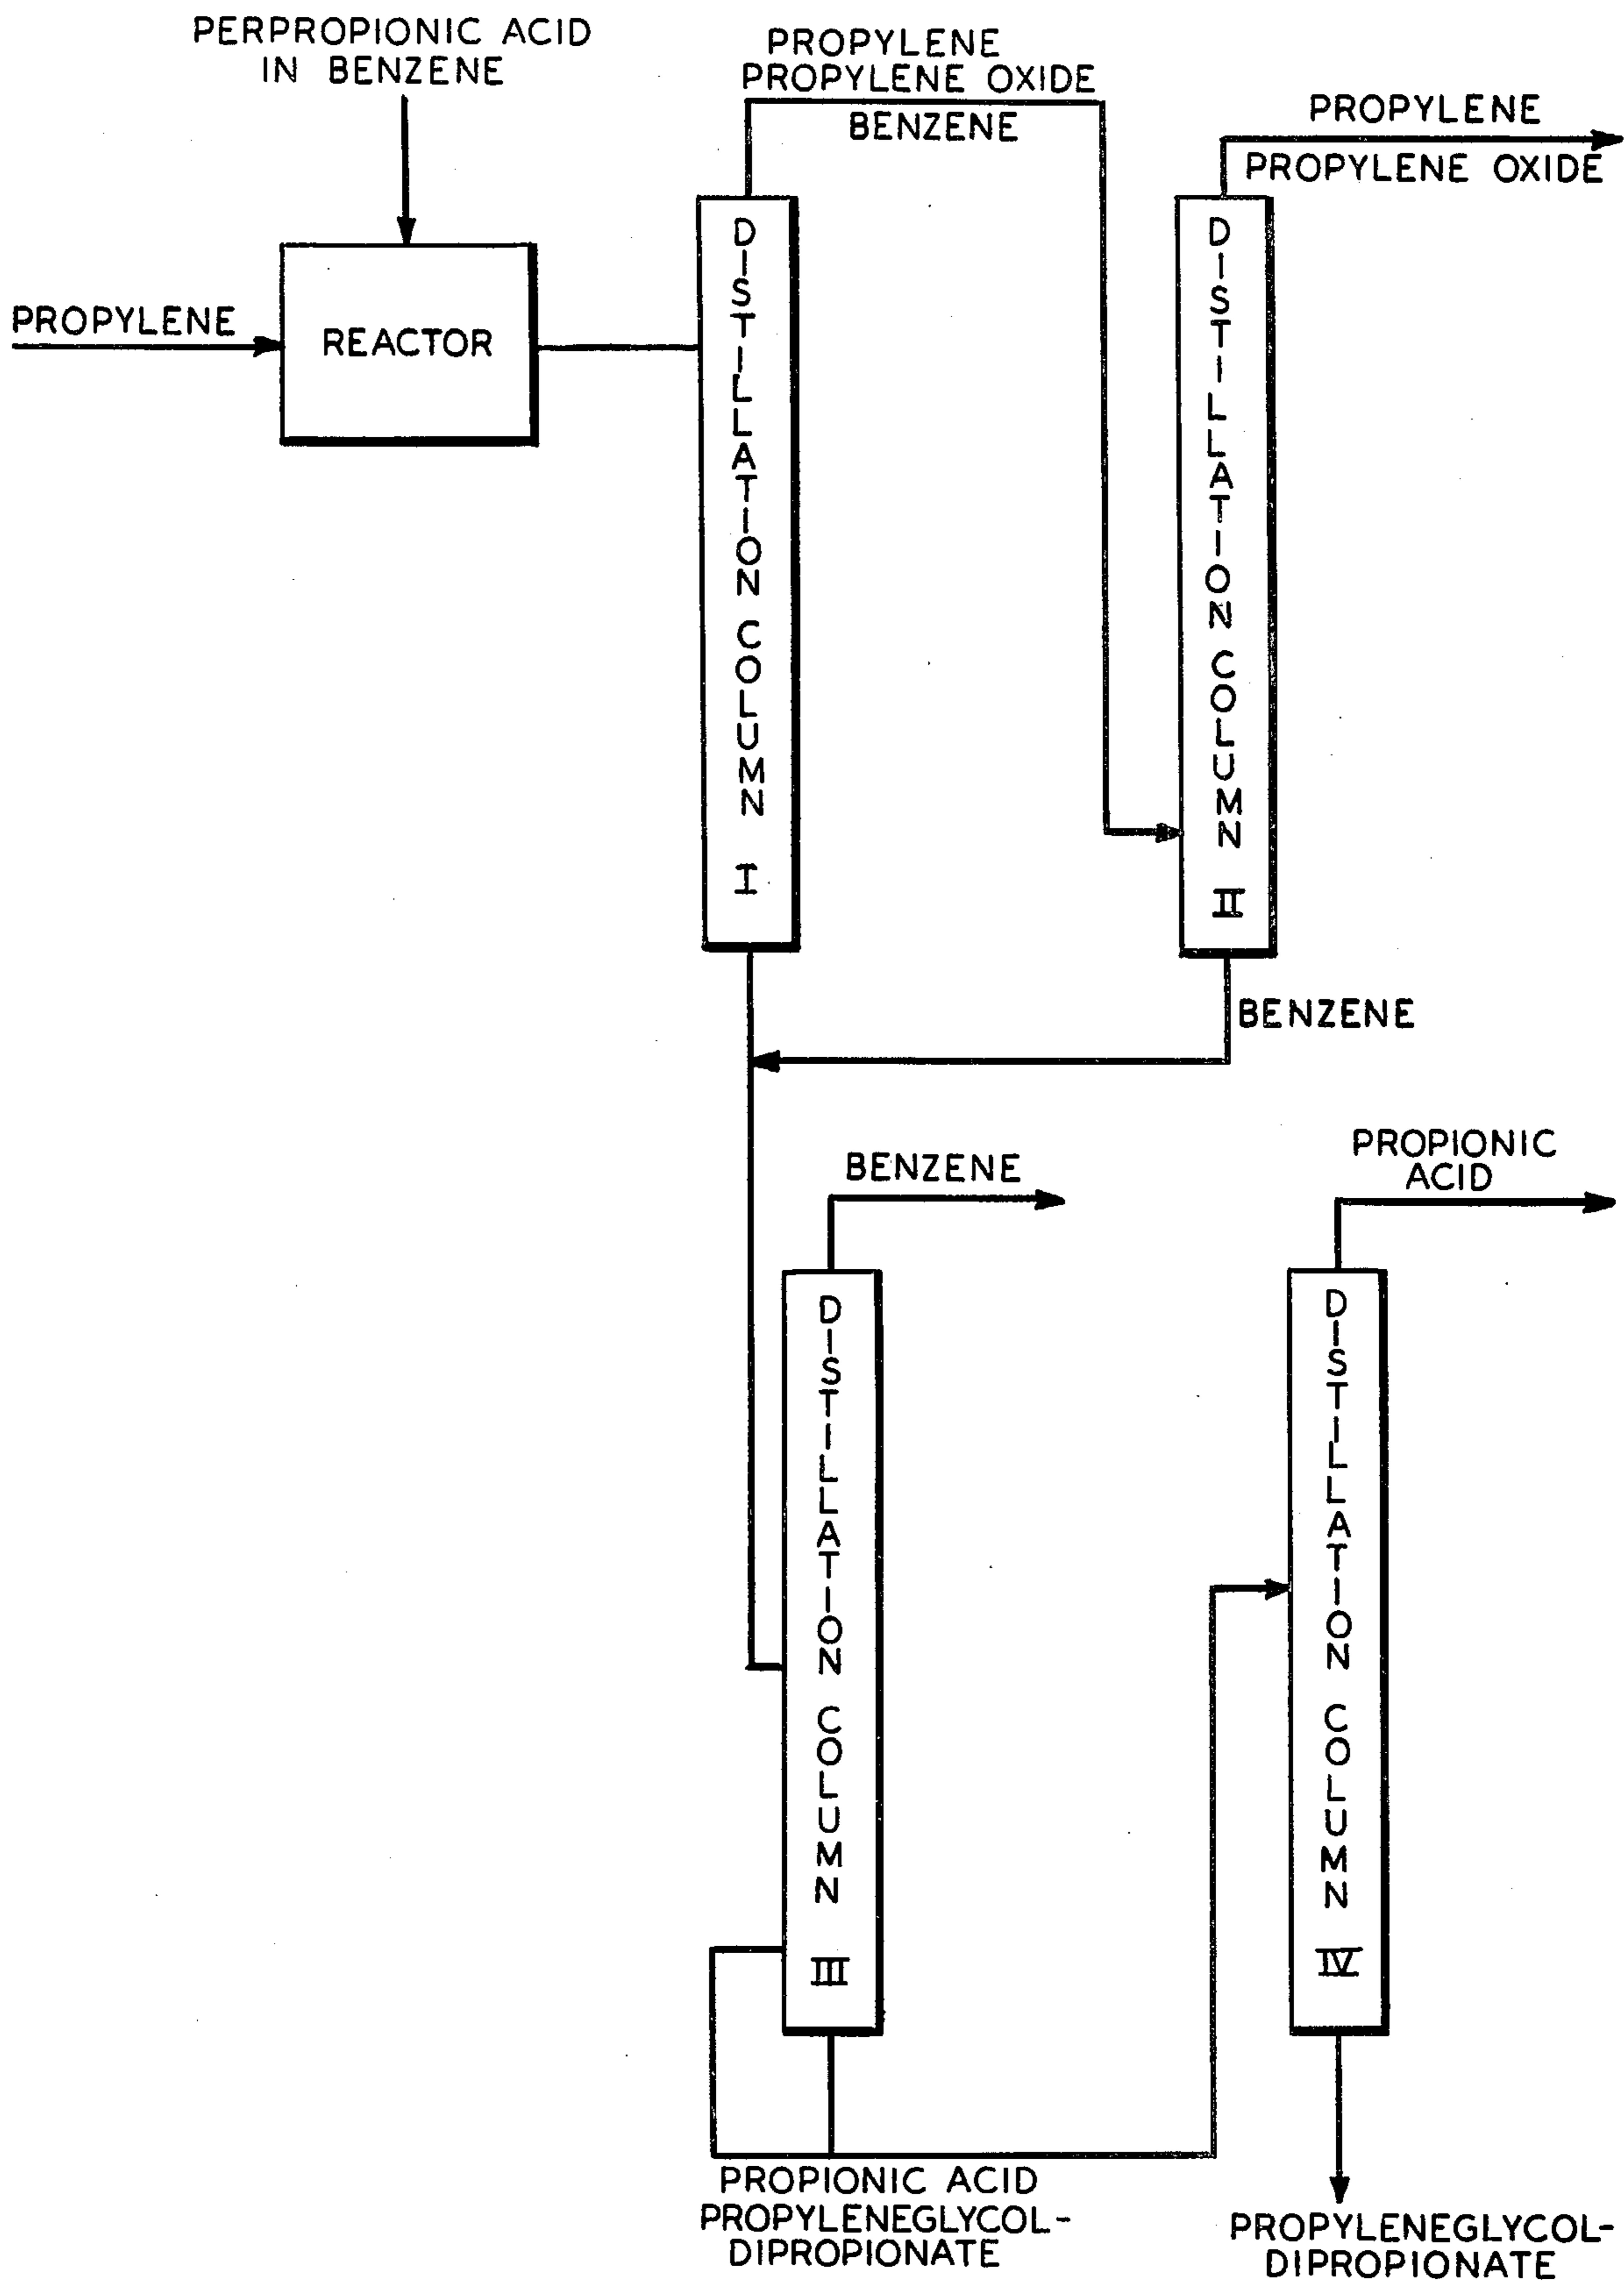 PERPROPIONIC ACID
IN BENZENE
PROPYLENE
PROPYLENE OXIDE
BENZENE
PROPYLENE
PROPYLENE OXIDE
PROPYLENE
REACTOR
DISTILLATION COLUMN I
DISTILLATION COLUMN II
BENZENE
BENZENE
PROPIONIC
ACID
DISTILLATION COLUMN III
DISTILLATION COLUMN IV
PROPIONIC ACID
PROPYLENEGLYCOL-
DIPROPIONATE
PROPYLENEGLYCOL-
DIPROPIONATE